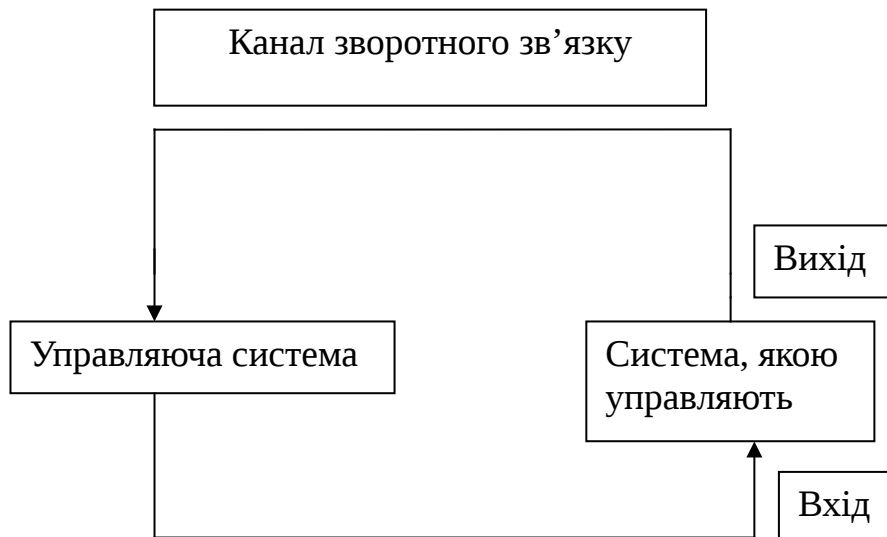 Канал зворотного зв’язку
Вихід
Управляюча система
Система, якою
управляють
Вхід